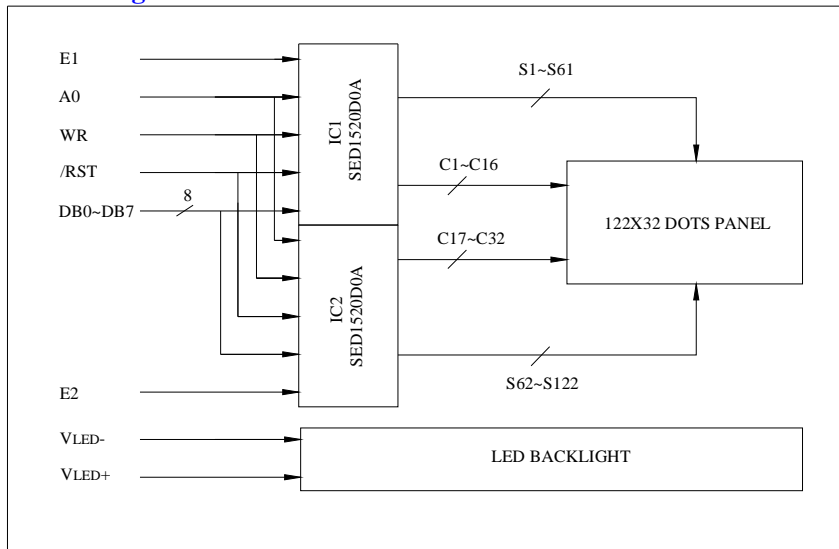 E1
A0
WR
/RST
DB0~DB7
8
E2
VLED-
VLED+
IC1
SED1520D0A
IC2
SED1520D0A
S1~S61
C1~C16
C17~C32
S62~S122
122X32 DOTS PANEL
LED BACKLIGHT